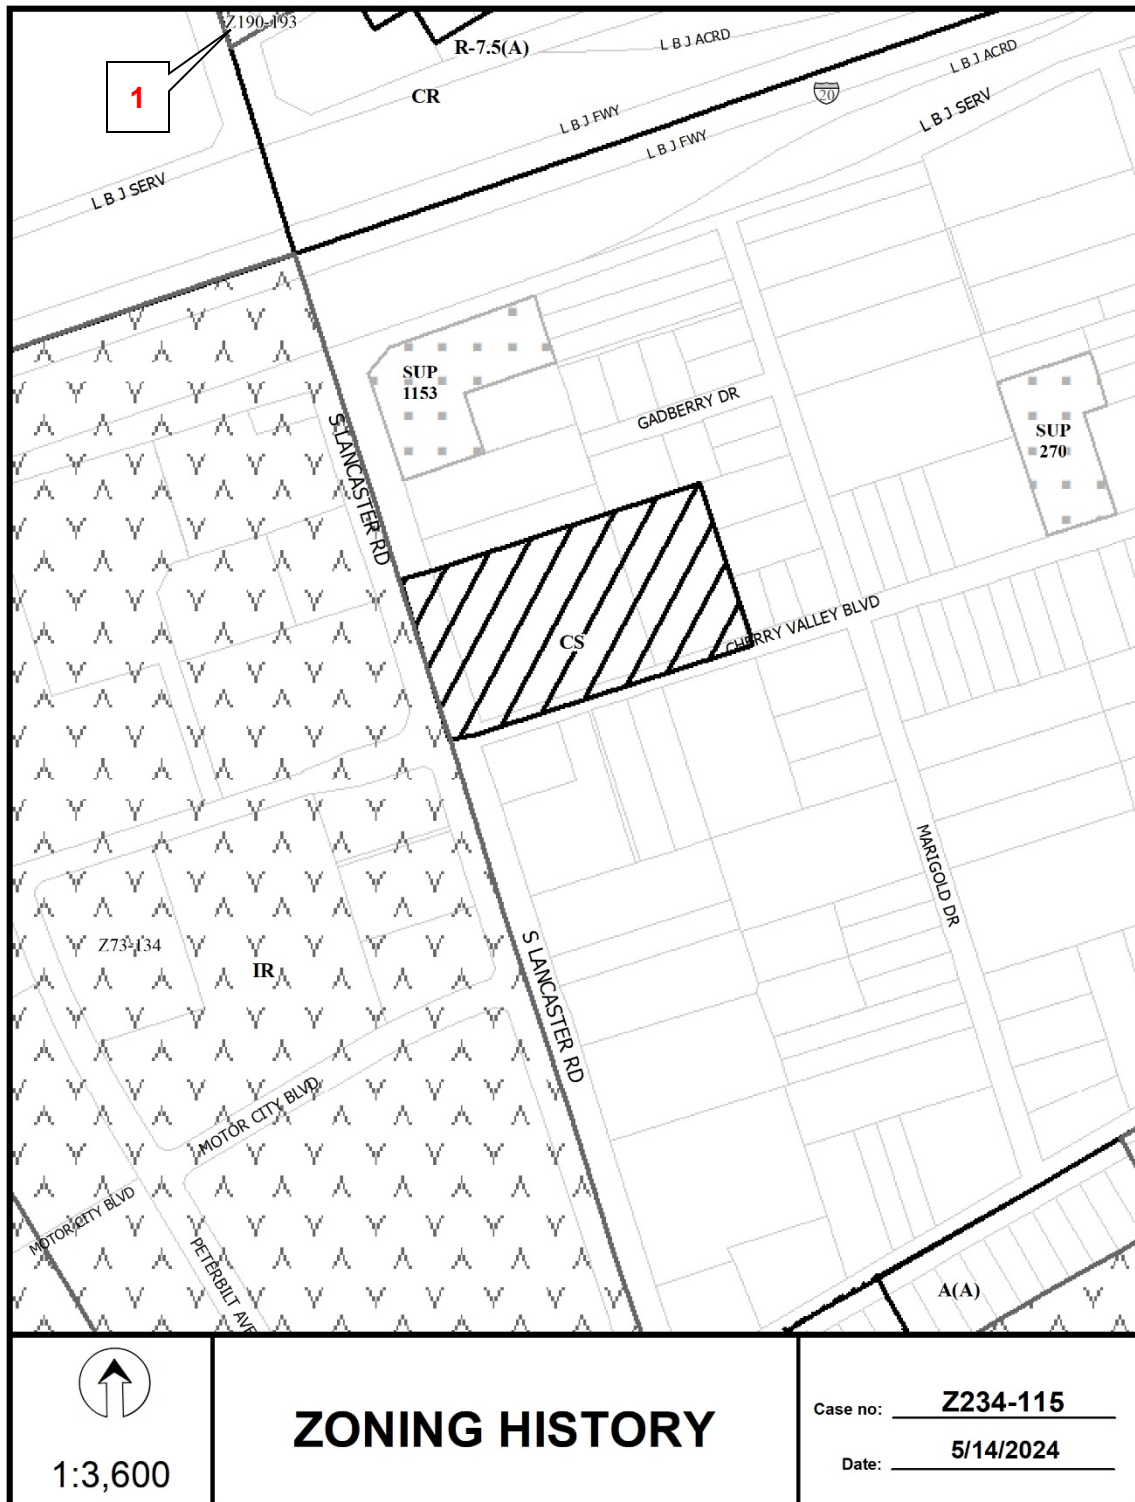 Z190-193
R-7.5(A)
L B J ACRD
L B J ACRD
1
CR
20
L B J FWY
L B J SERV
L B J FWY
L B J SERV
SUP
1153
GADBERRY DR
SUP
270
S LANCASTER RD
CS
CHERRY VALLEY BLVD
MARIGOLD DR
Z73-134
IR
S LANCASTER RD
MOTOR CITY BLVD
MOTOR CITY BLVD
PETERBILT AVE
A(A)
1:3,600
ZONING HISTORY
Case no: Z234-115
Date: 5/14/2024